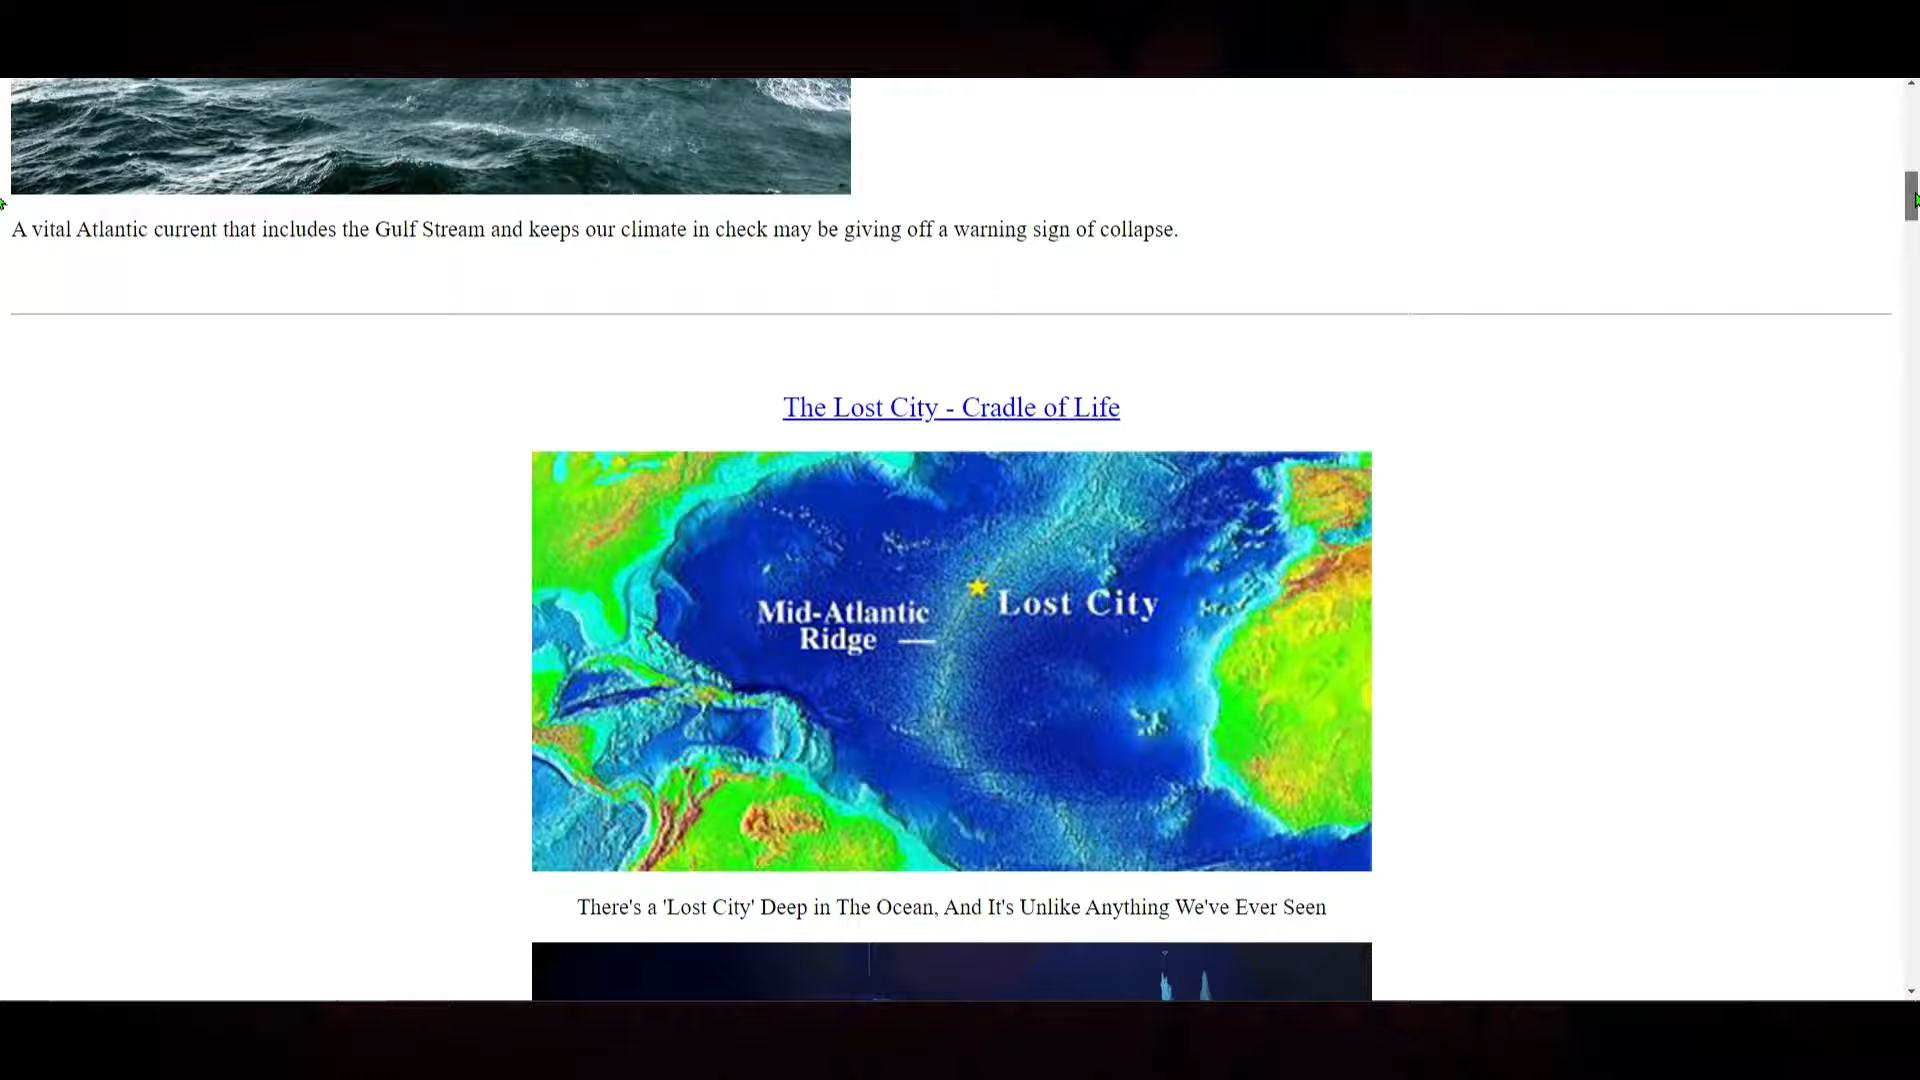 A vital Atlantic current that includes the Gulf Stream and keeps our climate in check may be giving off a warning sign of collapse.
The Lost City - Cradle of Life
Mid-Atlantic
Ridge
Lost City
There's a 'Lost City' Deep in The Ocean, And It's Unlike Anything We've Ever Seen